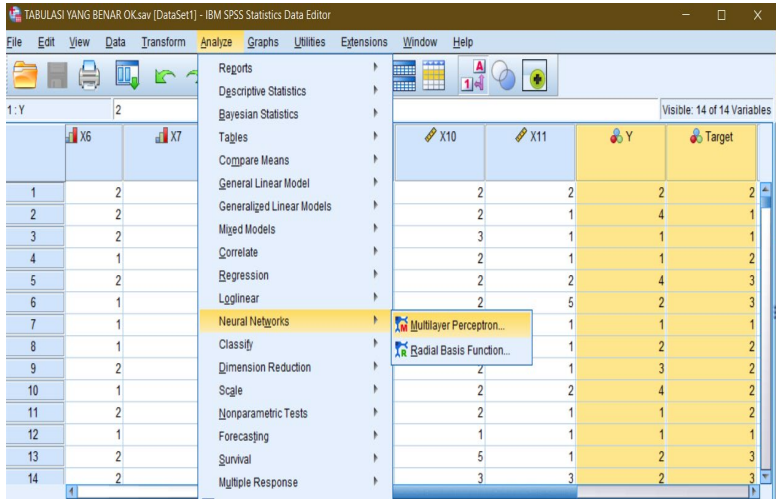 TABULASI YANG BENAR OK.sav [DataSet1] - IBM SPSS Statistics Data Editor
File Edit View Data Transform Analyze Graphs Utilities Extensions Window Help
1 : Y 2 Visible: 14 of 14 Variables
X6 X7 X10 X11 Y Target
Reports
Descriptive Statistics
Bayesian Statistics
Tables
Compare Means
General Linear Model
Generalized Linear Models
Mixed Models
Correlate
Regression
Loglinear
Neural Networks
Classify
Dimension Reduction
Scale
Nonparametric Tests
Forecasting
Survival
Multiple Response
Multilayer Perceptron...
Radial Basis Function...
1 2 2 2 2 2
2 2 2 1 4 1
3 2 3 1 1 1
4 1 2 1 1 2
5 2 2 2 4 3
6 1 2 5 2 3
7 1 1 1 1
8 1 1 2 2
9 2 2 1 3 2
10 1 2 2 4 2
11 2 2 1 2 2
12 1 1 1 1 1
13 2 5 1 2 3
14 2 3 3 2 3